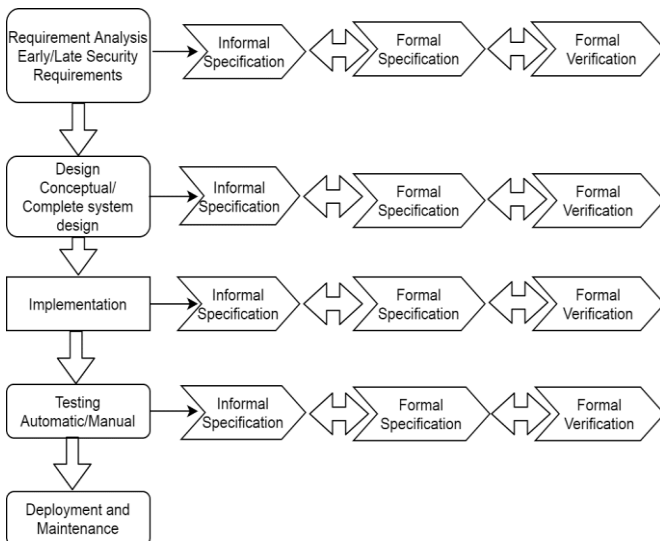 Requirement Analysis
Early/Late Security
Requirements
Informal
Specification
Formal
Specification
Formal
Verification
Design
Conceptual/
Complete system
design
Informal
Specification
Formal
Specification
Formal
Verification
Implementation
Informal
Specification
Formal
Specification
Formal
Verification
Testing
Automatic/Manual
Informal
Specification
Formal
Specification
Formal
Verification
Deployment and
Maintenance